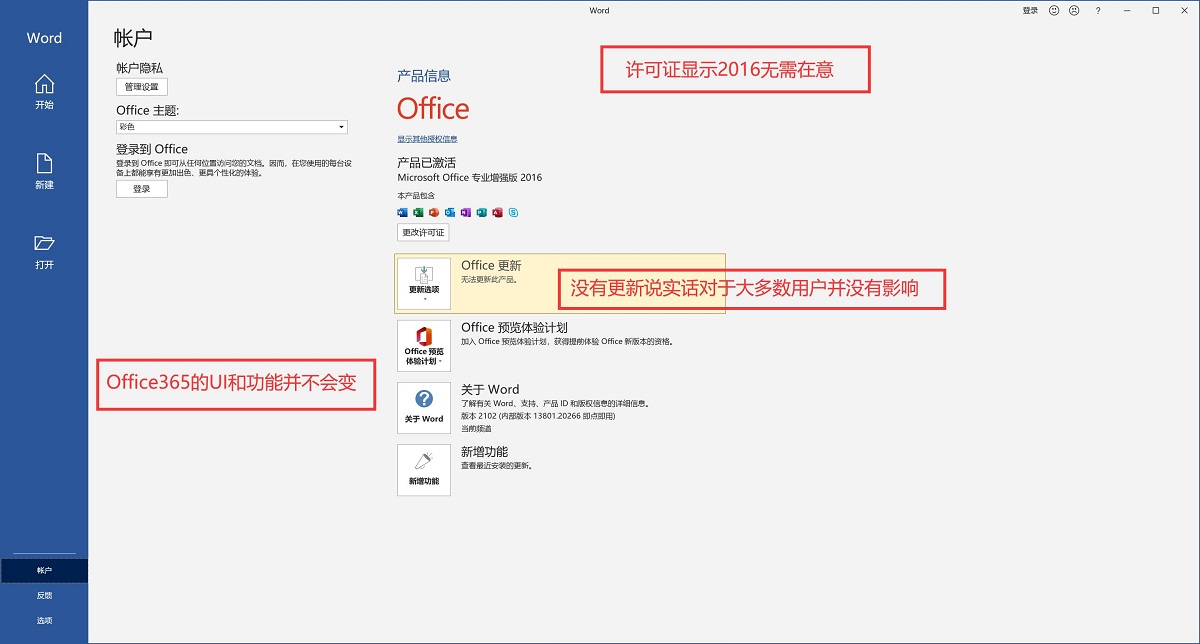 Word
登录
?
Word
开始
新建
打开
帐户
反馈
选项
帐户
帐户隐私
管理设置
Office 主题:
彩色
登录到 Office
登录到 Office 即可从任何位置访问您的文档。因而，在您使用的每台设
备上都能享有更加出色、更具个性化的体验。
登录
Office365的UI和功能并不会变
许可证显示2016无需在意
产品信息
Office
显示其他授权信息
产品已激活
Microsoft Office 专业增强版 2016
本产品包含
更改许可证
更新选项
Office 更新
无法更新此产品。
没有更新说实话对于大多数用户并没有影响
Office 预览
体验计划
Office 预览体验计划
加入 Office 预览体验计划，获得提前体验 Office 新版本的资格。
关于 Word
关于 Word
了解有关 Word、支持、产品 ID 和版权信息的详细信息。
版本 2102 (内部版本 13801.20266 即点即用)
当前频道
新增功能
新增功能
查看最近安装的更新。